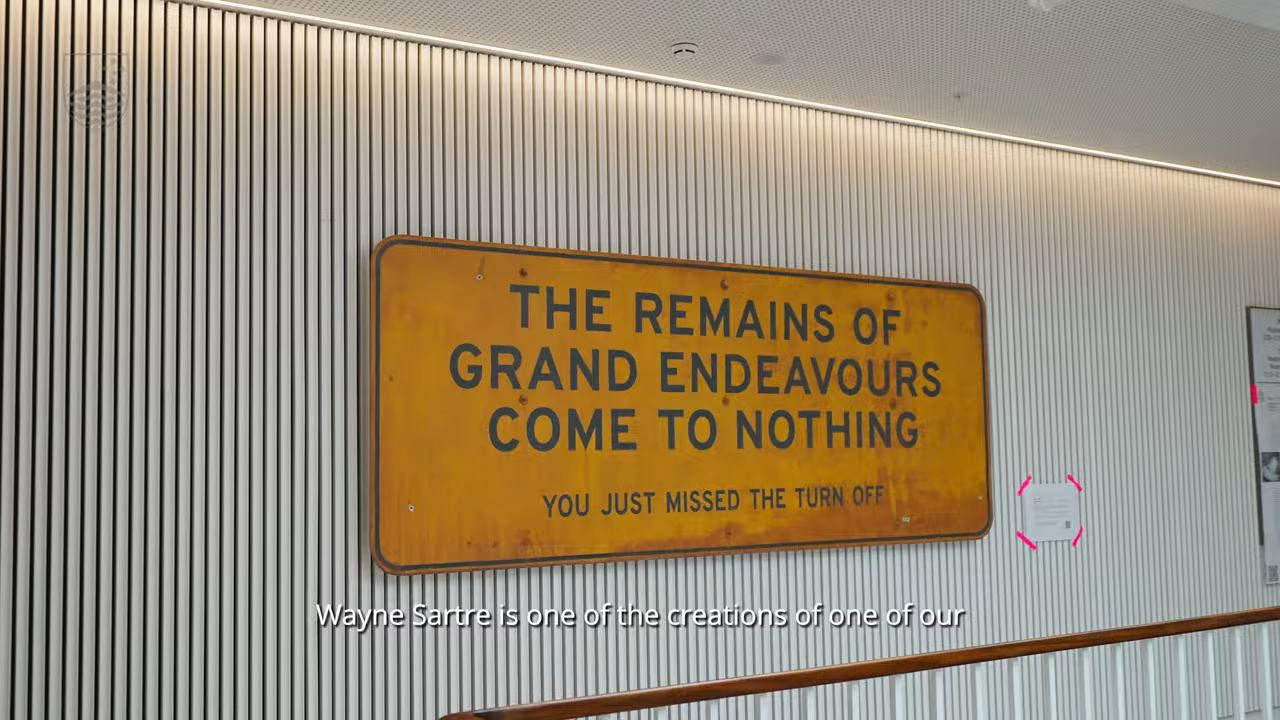 THE REMAINS OF
GRAND ENDEAVOURS
COME TO NOTHING
YOU JUST MISSED THE TURN OFF
Wayne Sartre is one of the creations of one of our